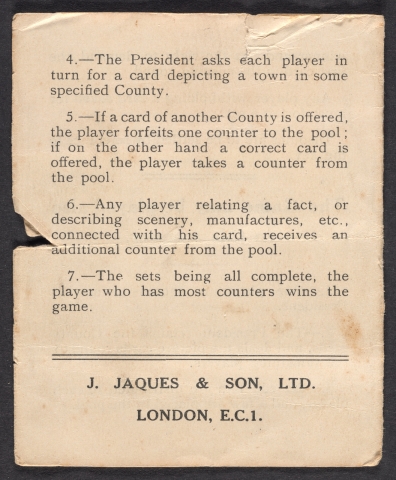 4.—The President asks each player in
turn for a card depicting a town in some
specified County.
5.—If a card of another County is offered,
the player forfeits one counter to the pool;
if on the other hand a correct card is
offered, the player takes a counter from
the pool.
6.—Any player relating a fact, or
describing scenery, manufactures, etc.,
connected with his card, receives an
additional counter from the pool.
7.—The sets being all complete, the
player who has most counters wins the
game.
J. JAQUES & SON, LTD.
LONDON, E.C.1.